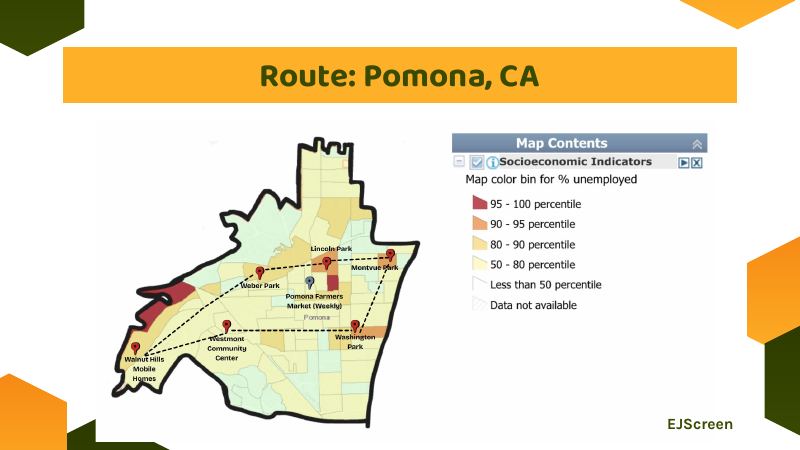 Route: Pomona, CA
Map Contents
Socioeconomic Indicators
Map color bin for % unemployed
95 - 100 percentile
90 - 95 percentile
80 - 90 percentile
50 - 80 percentile
Less than 50 percentile
Data not available
Lincoln Park
Montvue Park
Weber Park
Pomona Farmers
Market (Weekly)
Pomona
Westmont
Community
Center
Washington
Park
Walnut Hills
Mobile
Homes
EJScreen